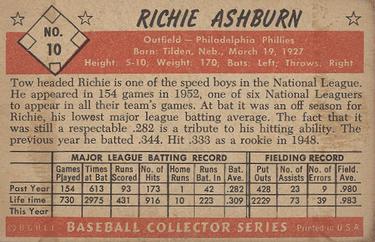 NO.
10
RICHIE ASHBURN
Outfield—Philadelphia Phillies
Born: Tilden, Neb., March 19, 1927
Height: 5-10, Weight: 170; Bats: Left; Throws: Right
Tow headed Richie is one of the speed boys in the National League.
He appeared in 154 games in 1952, one of six National Leaguers
to appear in all their team's games. At bat it was an off season for
Richie, his lowest major league batting average. The fact that it
was still a respectable .282 is a tribute to his hitting ability. The
previous year he batted .344. Hit .333 as a rookie in 1948.
MAJOR LEAGUE BATTING RECORD FIELDING RECORD
Games Played Times at Bat Runs Scored Hits Home Runs Runs Bat. In Bat. Ave. Put Outs No. of Assists No. of Errors Field. Ave.
Past Year 154 613 93 173 1 42 .282 428 23 9 .980
Life time 730 2975 431 916 10 223 .309 2229 73 39 .983
This Year
©B.G.H.L.I. BASEBALL COLLECTOR SERIES Printed in U.S.A.